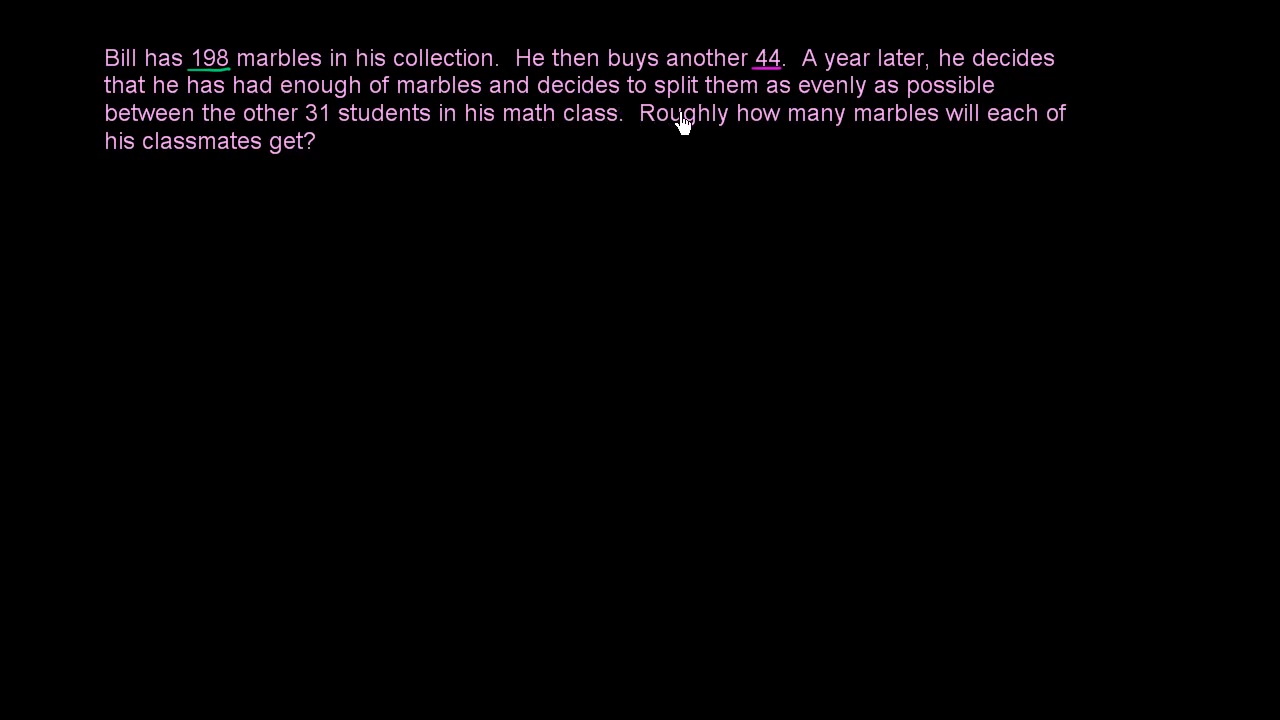 Bill has 198 marbles in his collection.  He then buys another 44.  A year later, he decides
that he has had enough of marbles and decides to split them as evenly as possible
between the other 31 students in his math class.  Roughly how many marbles will each of
his classmates get?